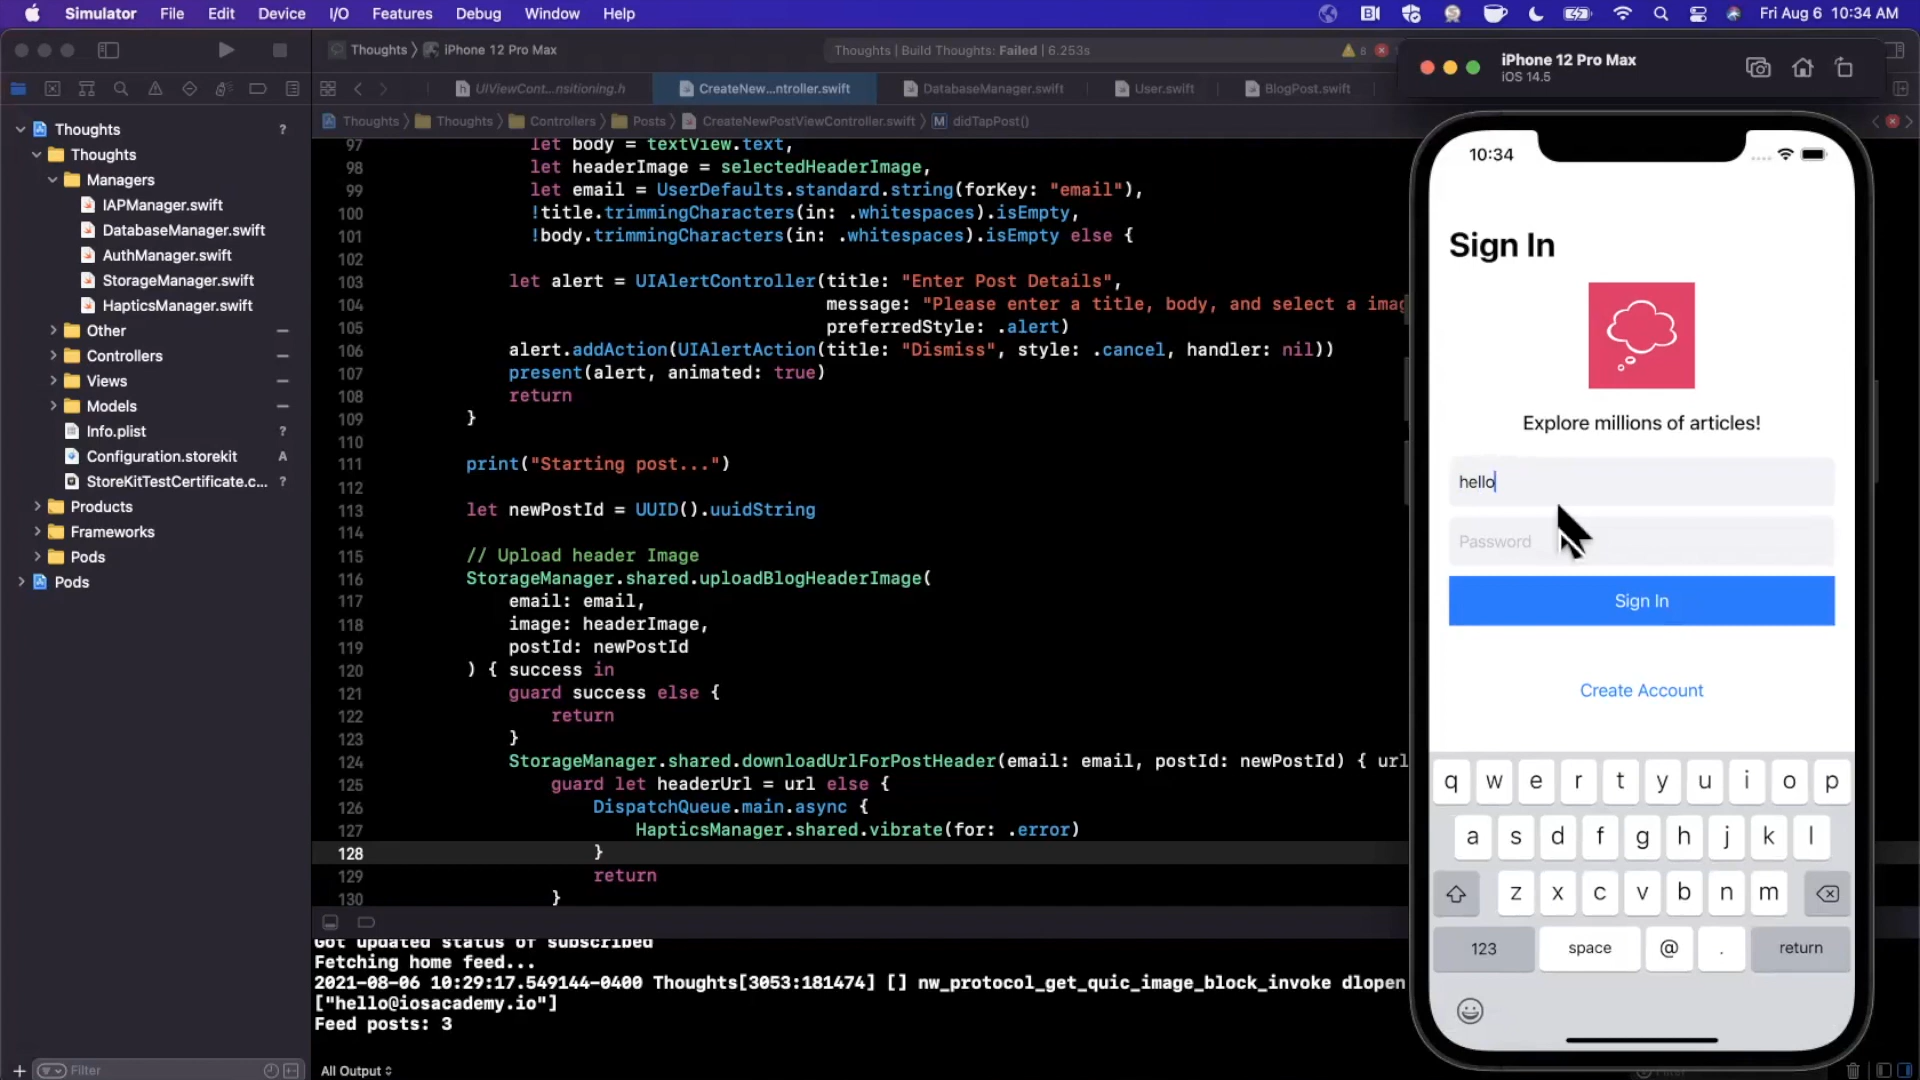 Simulator File Edit Device I/O Features Debug Window Help
Fri Aug 6 10:34 AM
Thoughts
iPhone 12 Pro Max
Thoughts | Build Thoughts: Failed | 6.253s
8
UIViewCont...nsitioning.h
CreateNew...ntroller.swift
DatabaseManager.swift
User.swift
BlogPost.swift
Thoughts
Thoughts
Controllers
Posts
CreateNewPostViewController.swift
M didTapPost()
Thoughts ?
Thoughts
Managers
IAPManager.swift
DatabaseManager.swift
AuthManager.swift
StorageManager.swift
HapticsManager.swift
Other
Controllers
Views
Models
Info.plist ?
Configuration.storekit A
StoreKitTestCertificate.c... ?
Products
Frameworks
Pods
Pods
Filter
97 let body = textView.text,
98 let headerImage = selectedHeaderImage,
99 let email = UserDefaults.standard.string(forKey: "email"),
100 !title.trimmingCharacters(in: .whitespaces).isEmpty,
101 !body.trimmingCharacters(in: .whitespaces).isEmpty else {
102
103 let alert = UIAlertController(title: "Enter Post Details",
104 message: "Please enter a title, body, and select a imag
105 preferredStyle: .alert)
106 alert.addAction(UIAlertAction(title: "Dismiss", style: .cancel, handler: nil))
107 present(alert, animated: true)
108 return
109 }
110
111 print("Starting post...")
112
113 let newPostId = UUID().uuidString
114
115 // Upload header Image
116 StorageManager.shared.uploadBlogHeaderImage(
117 email: email,
118 image: headerImage,
119 postId: newPostId
120 ) { success in
121 guard success else {
122 return
123 }
124 StorageManager.shared.downloadUrlForPostHeader(email: email, postId: newPostId) { url
125 guard let headerUrl = url else {
126 DispatchQueue.main.async {
127 HapticsManager.shared.vibrate(for: .error)
128 }
129 return
130 }
Got updated status of subscribed
Fetching home feed...
2021-08-06 10:29:17.549144-0400 Thoughts[3053:181474] [] nw_protocol_get_quic_image_block_invoke dlopen
["hello@iosacademy.io"]
Feed posts: 3
All Output
iPhone 12 Pro Max
iOS 14.5
10:34
Sign In
Explore millions of articles!
hello
Password
Sign In
Create Account
q w e r t y u i o p
a s d f g h j k l
z x c v b n m
123 space @ . return